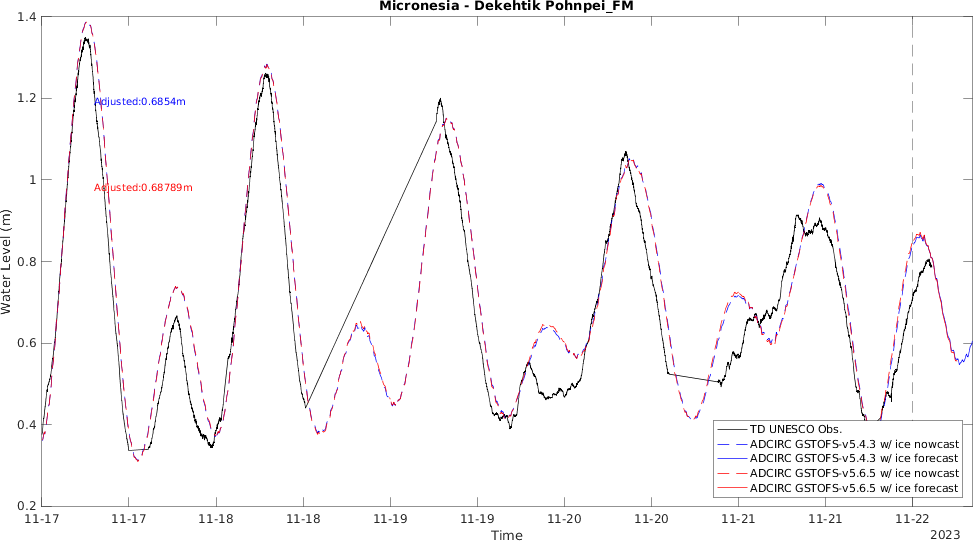 Micronesia - Dekehtik Pohnpei_FM
1.4
1.2
1
0.8
0.6
0.4
0.2
Water Level (m)
Adjusted:0.6854m
Adjusted:0.68789m
TD UNESCO Obs.
ADCIRC GSTOFS-v5.4.3 w/ ice nowcast
ADCIRC GSTOFS-v5.4.3 w/ ice forecast
ADCIRC GSTOFS-v5.6.5 w/ ice nowcast
ADCIRC GSTOFS-v5.6.5 w/ ice forecast
11-17 11-17 11-18 11-18 11-19 11-19 11-20 11-20 11-21 11-21 11-22
Time
2023